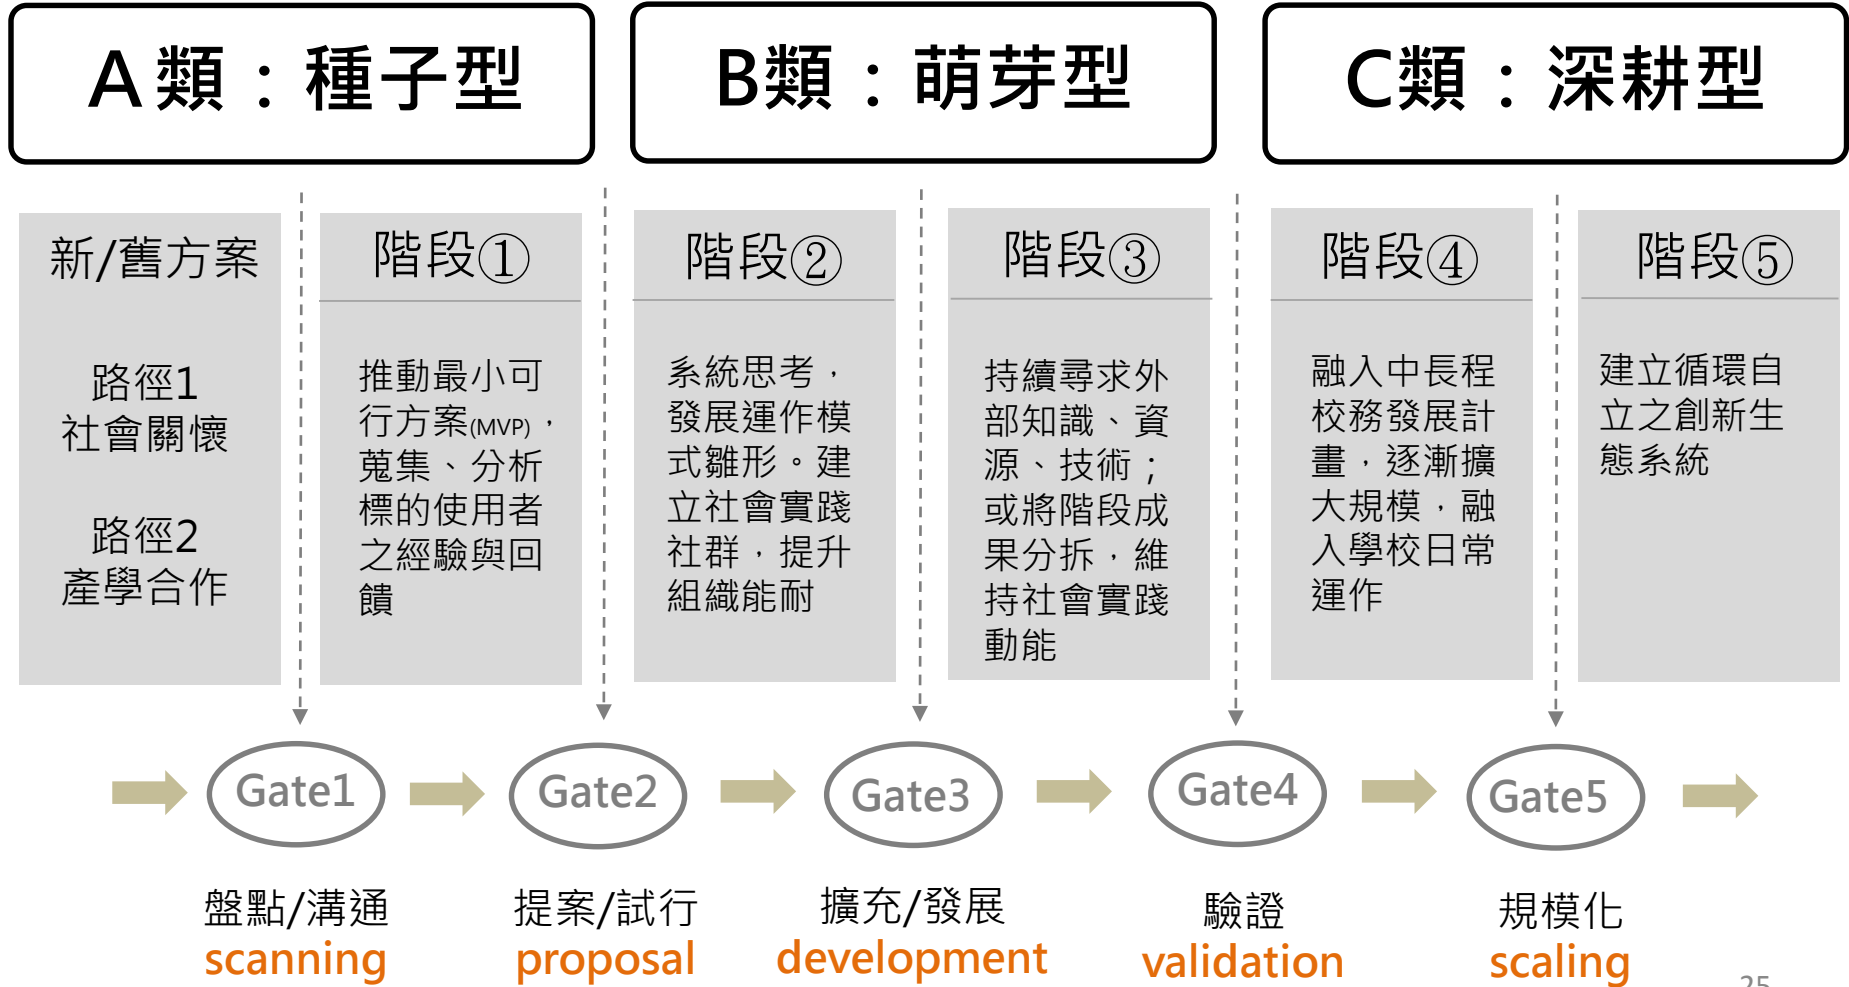 A類：種子型
B類：萌芽型
C類：深耕型
新/舊方案
路徑1
社會關懷
路徑2
產學合作
階段①
推動最小可
行方案(MVP)，
蒐集、分析
標的使用者
之經驗與回
饋
階段②
系統思考，
發展運作模
式雛形。建
立社會實踐
社群，提升
組織能耐
階段③
持續尋求外
部知識、資
源、技術；
或將階段成
果分拆，維
持社會實踐
動能
階段④
融入中長程
校務發展計
畫，逐漸擴
大規模，融
入學校日常
運作
階段⑤
建立循環自
立之創新生
態系統
Gate1
Gate2
Gate3
Gate4
Gate5
盤點/溝通
scanning
提案/試行
proposal
擴充/發展
development
驗證
validation
規模化
scaling
25